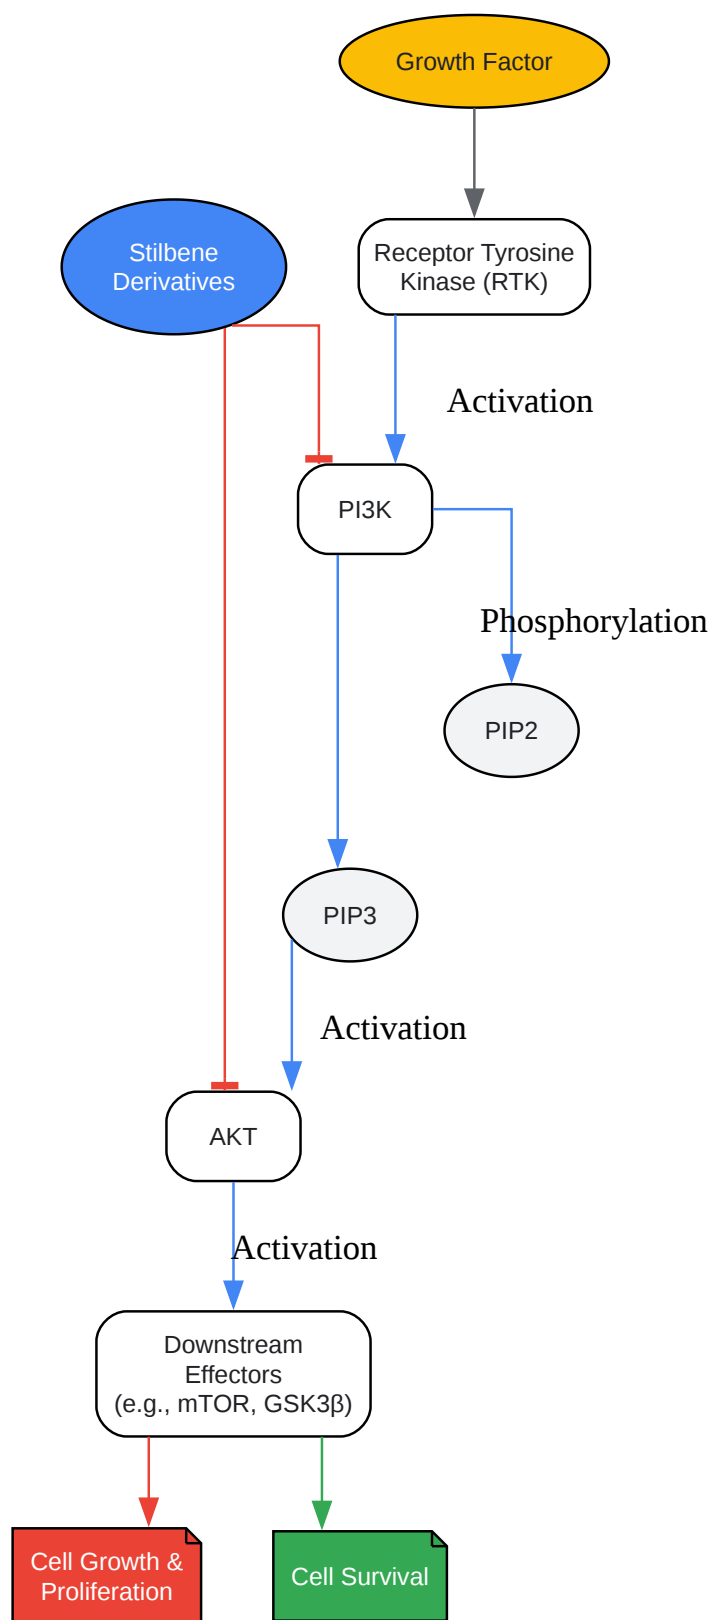 Growth Factor
Stilbene
Derivatives
Receptor Tyrosine
Kinase (RTK)
Activation
PI3K
Phosphorylation
PIP2
PIP3
Activation
AKT
Activation
Downstream
Effectors
(e.g., mTOR, GSK3β)
Cell Growth &
Proliferation
Cell Survival